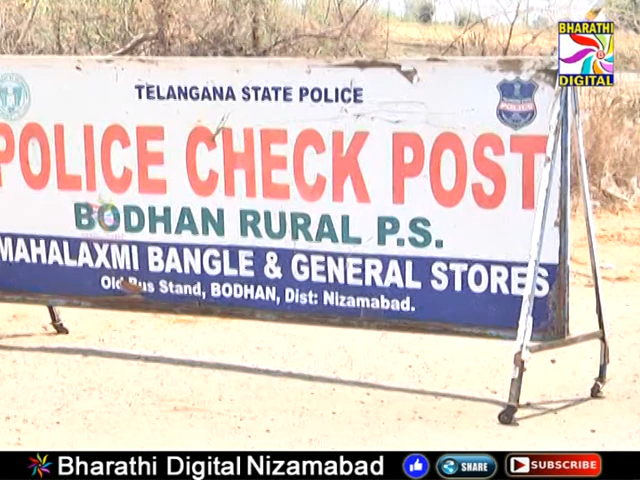 BHARATHI
DIGITAL
TELANGANA STATE POLICE
POLICE
POLICE CHECK POST
BODHAN RURAL P.S.
MAHALAXMI BANGLE & GENERAL STORES
Old Bus Stand, BODHAN, Dist: Nizamabad.
Bharathi Digital Nizamabad
SHARE
SUBSCRIBE